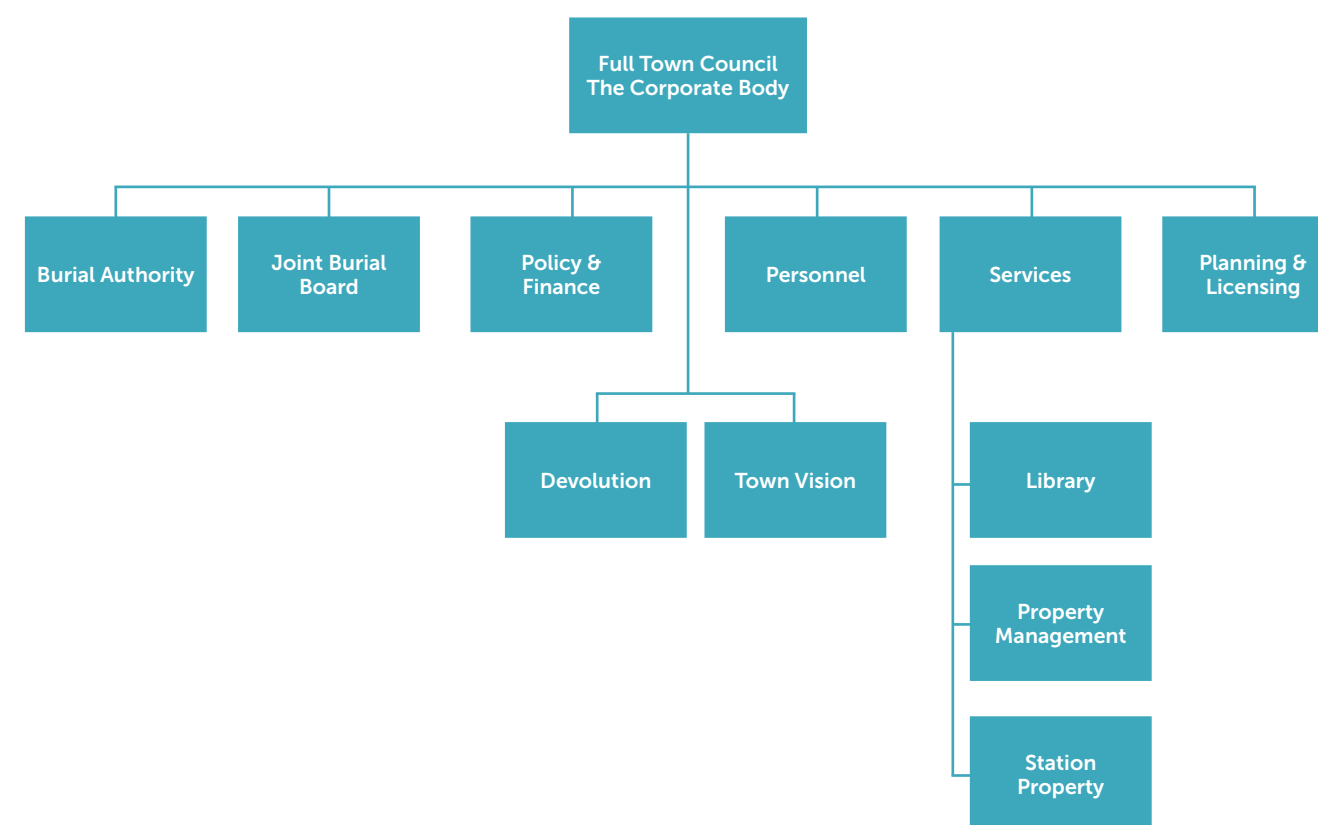 Full Town Council
The Corporate Body
Burial Authority
Joint Burial
Board
Policy &
Finance
Personnel
Services
Planning &
Licensing
Devolution
Town Vision
Library
Property
Management
Station
Property